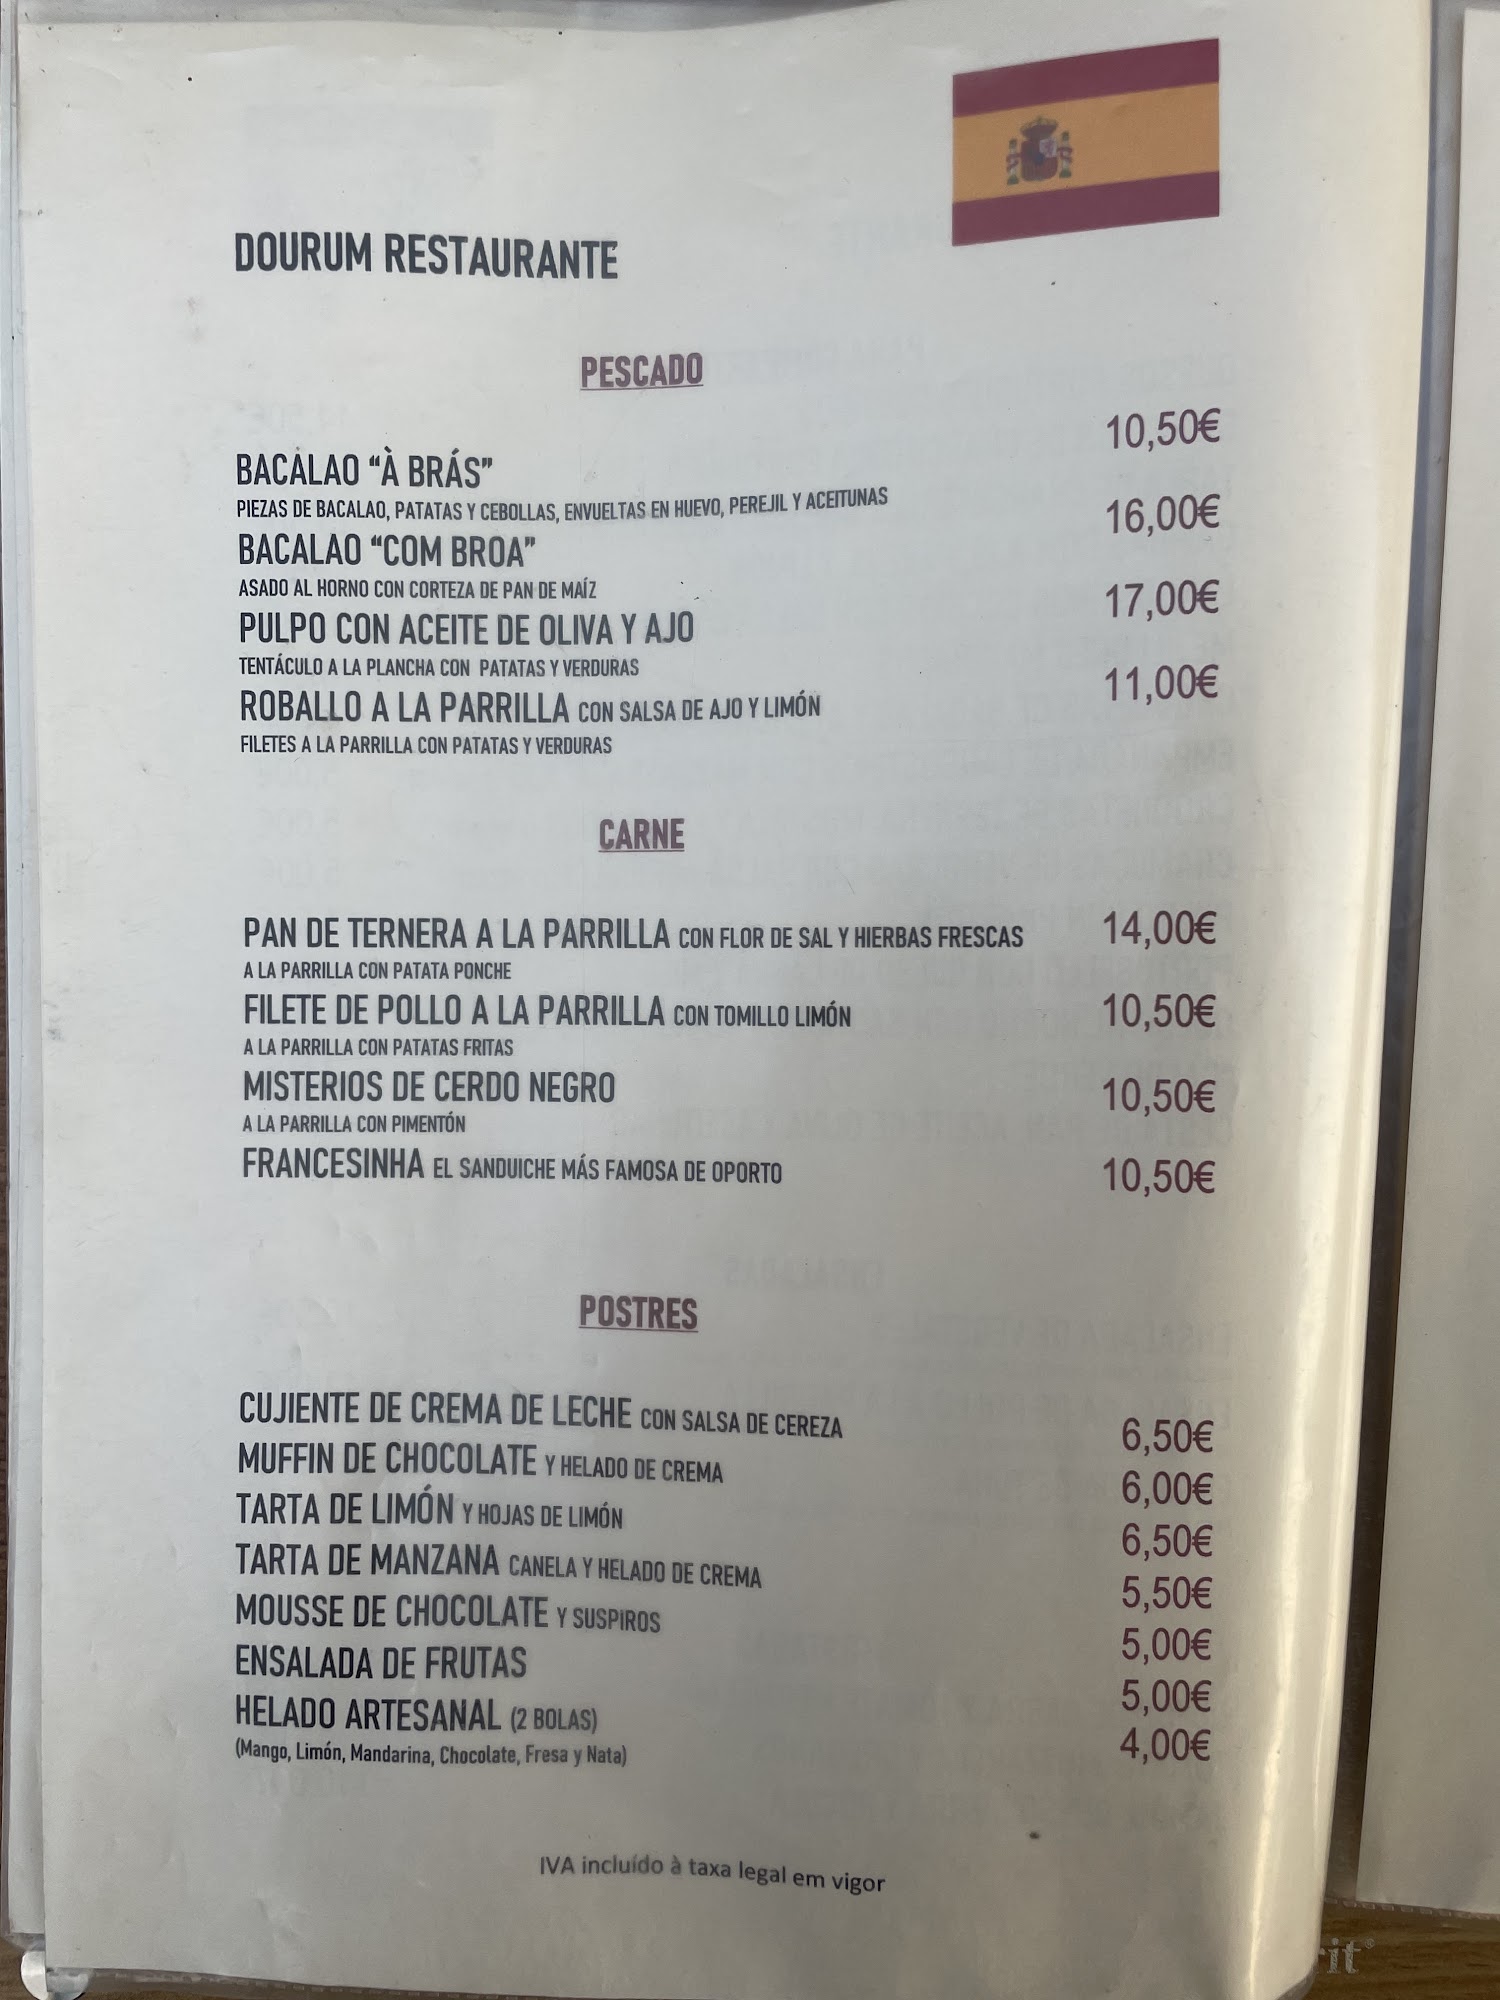 DOURUM RESTAURANTE
PESCADO
10,50€
BACALAO “À BRÁS”
PIEZAS DE BACALAO, PATATAS Y CEBOLLAS, ENVUELTAS EN HUEVO, PEREJIL Y ACEITUNAS
16,00€
BACALAO “COM BROA”
ASADO AL HORNO CON CORTEZA DE PAN DE MAÍZ
17,00€
PULPO CON ACEITE DE OLIVA Y AJO
TENTÁCULO A LA PLANCHA CON PATATAS Y VERDURAS
11,00€
ROBALLO A LA PARRILLA CON SALSA DE AJO Y LIMÓN
FILETES A LA PARRILLA CON PATATAS Y VERDURAS
CARNE
PAN DE TERNERA A LA PARRILLA CON FLOR DE SAL Y HIERBAS FRESCAS 14,00€
A LA PARRILLA CON PATATA PONCHE
FILETE DE POLLO A LA PARRILLA CON TOMILLO LIMÓN 10,50€
A LA PARRILLA CON PATATAS FRITAS
MISTERIOS DE CERDO NEGRO 10,50€
A LA PARRILLA CON PIMENTÓN
FRANCESINHA EL SANDUICHE MÁS FAMOSA DE OPORTO 10,50€
POSTRES
CUJIENTE DE CREMA DE LECHE CON SALSA DE CEREZA 6,50€
MUFFIN DE CHOCOLATE Y HELADO DE CREMA 6,00€
TARTA DE LIMÓN Y HOJAS DE LIMÓN 6,50€
TARTA DE MANZANA CANELA Y HELADO DE CREMA 5,50€
MOUSSE DE CHOCOLATE Y SUSPIROS 5,00€
ENSALADA DE FRUTAS 5,00€
HELADO ARTESANAL (2 BOLAS) 4,00€
(Mango, Limón, Mandarina, Chocolate, Fresa y Nata)
IVA incluído à taxa legal em vigor